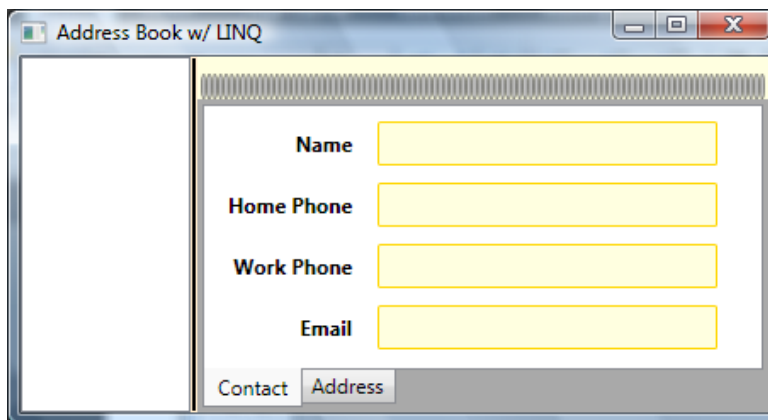 Address Book w/ LINQ
Name
Home Phone
Work Phone
Email
Contact Address